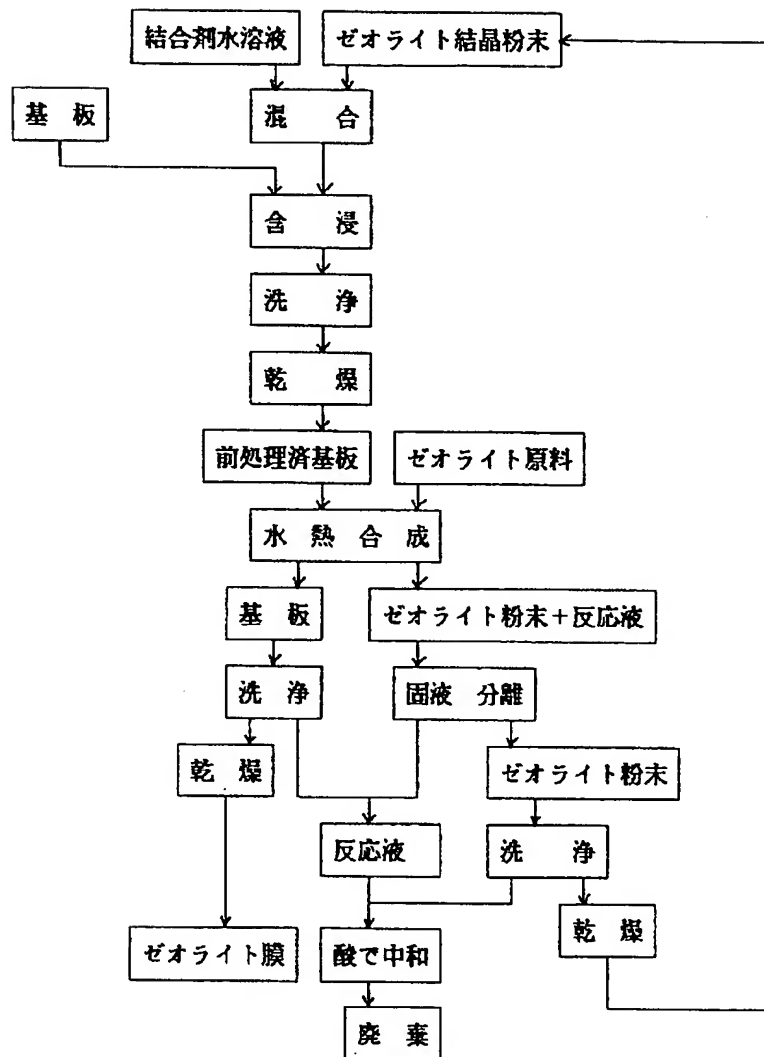 結合剤水溶液
ゼオライト結晶粉末
基 板
混 合
含 浸
洗 浄
乾 燥
前処理済基板
ゼオライト原料
水 熱 合 成
基 板
ゼオライト粉末+反応液
洗 浄
固液 分離
乾 燥
ゼオライト粉末
反応液
洗 浄
ゼオライト膜
酸で中和
乾 燥
廃 棄